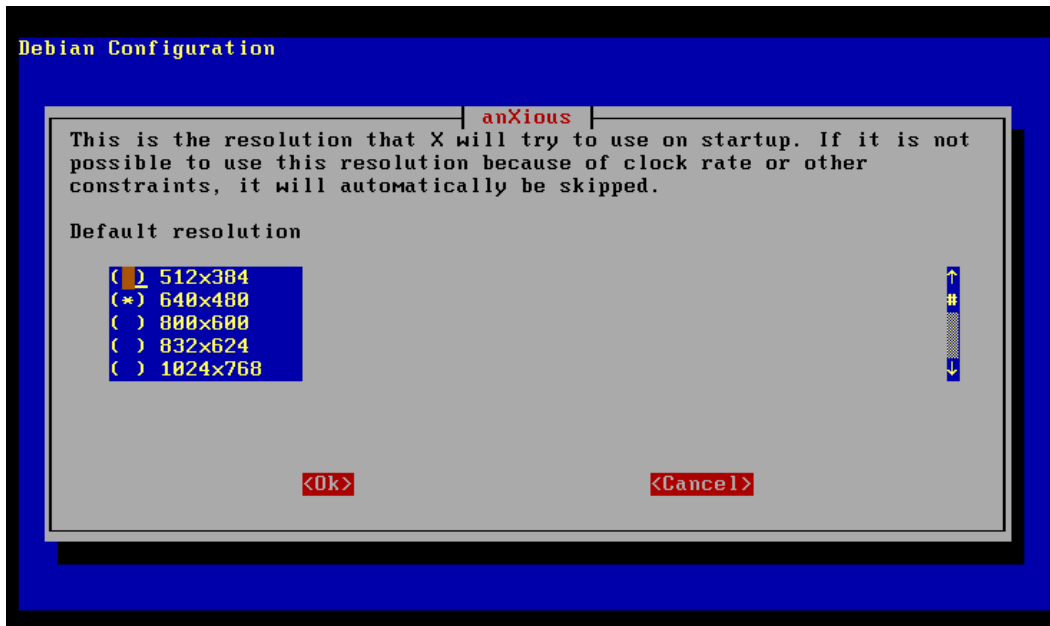 Debian Configuration
anXious
This is the resolution that X will try to use on startup. If it is not
possible to use this resolution because of clock rate or other
constraints, it will automatically be skipped.
Default resolution
( ) 512x384 ↑
(*) 640x480 #
( ) 800x600
( ) 832x624
( ) 1024x768 ↓
<Ok> <Cancel>